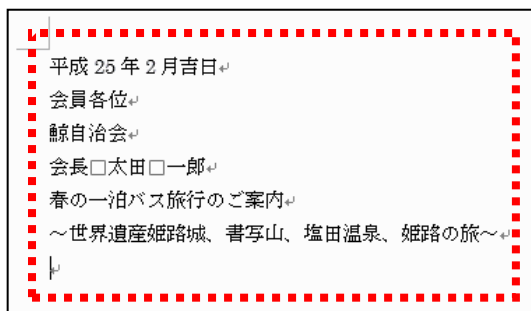 平成 25 年 2 月吉日↵
会員各位↵
鯨自治会↵
会長□太田□一郎↵
春の一泊バス旅行のご案内↵
～世界遺産姫路城、書写山、塩田温泉、姫路の旅～↵
↵